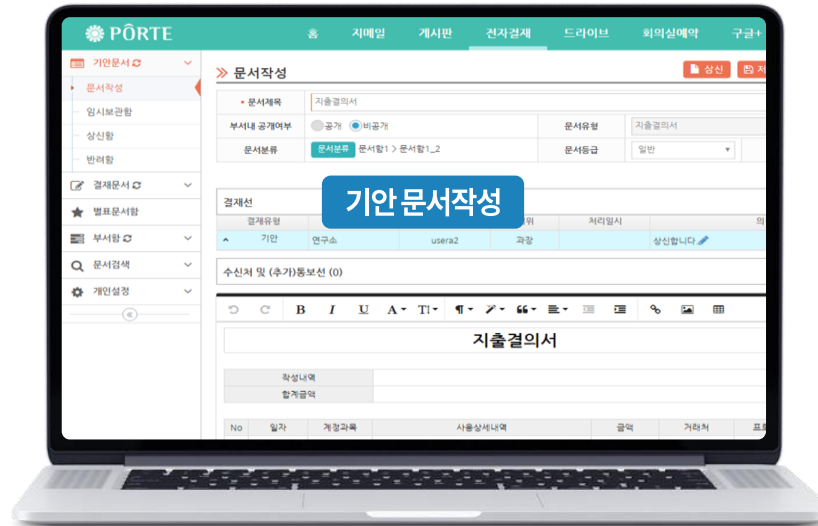 PÔRTE 홈 지메일 게시판 전자결재 드라이브 회의실예약 구글+
기안문서
문서작성
임시보관함
상신함
반려함
결재문서
별표문서함
부서함
문서검색
개인설정
문서작성 상신
* 문서제목 지출결의서
부서내 공개여부 공개 비공개 문서유형 지출결의서
문서분류 문서분류 문서함1 > 문서함1_2 문서등급 일반
결재선
기안 문서작성
결재유형 처리일시
기안 연구소 usera2 과장 상신합니다.
수신처 및 (추가)통보선 (0)
B I U A T
지출결의서
작성내역
합계금액
No 일자 계정과목 사용상세내역 금액 거래처